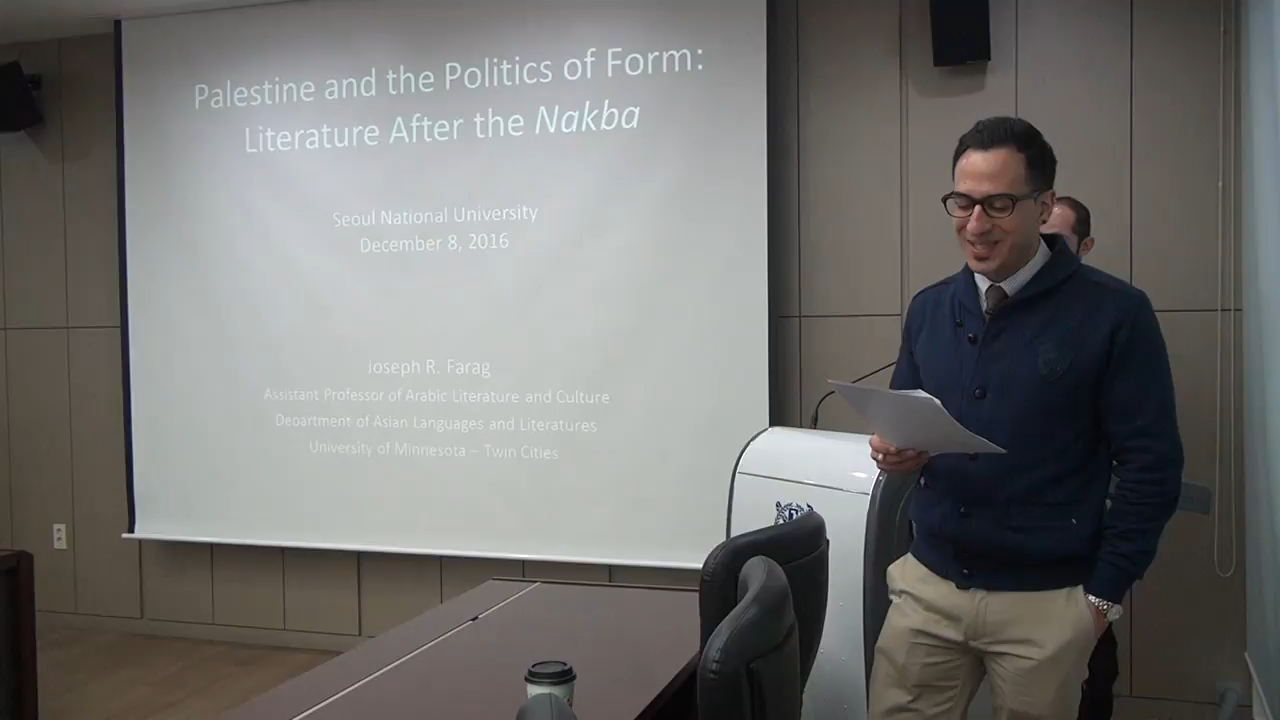 Palestine and the Politics of Form:
Literature After the Nakba
Seoul National University
December 8, 2016
Joseph R. Farag
Assistant Professor of Arabic Literature and Culture
Department of Asian Languages and Literatures
University of Minnesota – Twin Cities